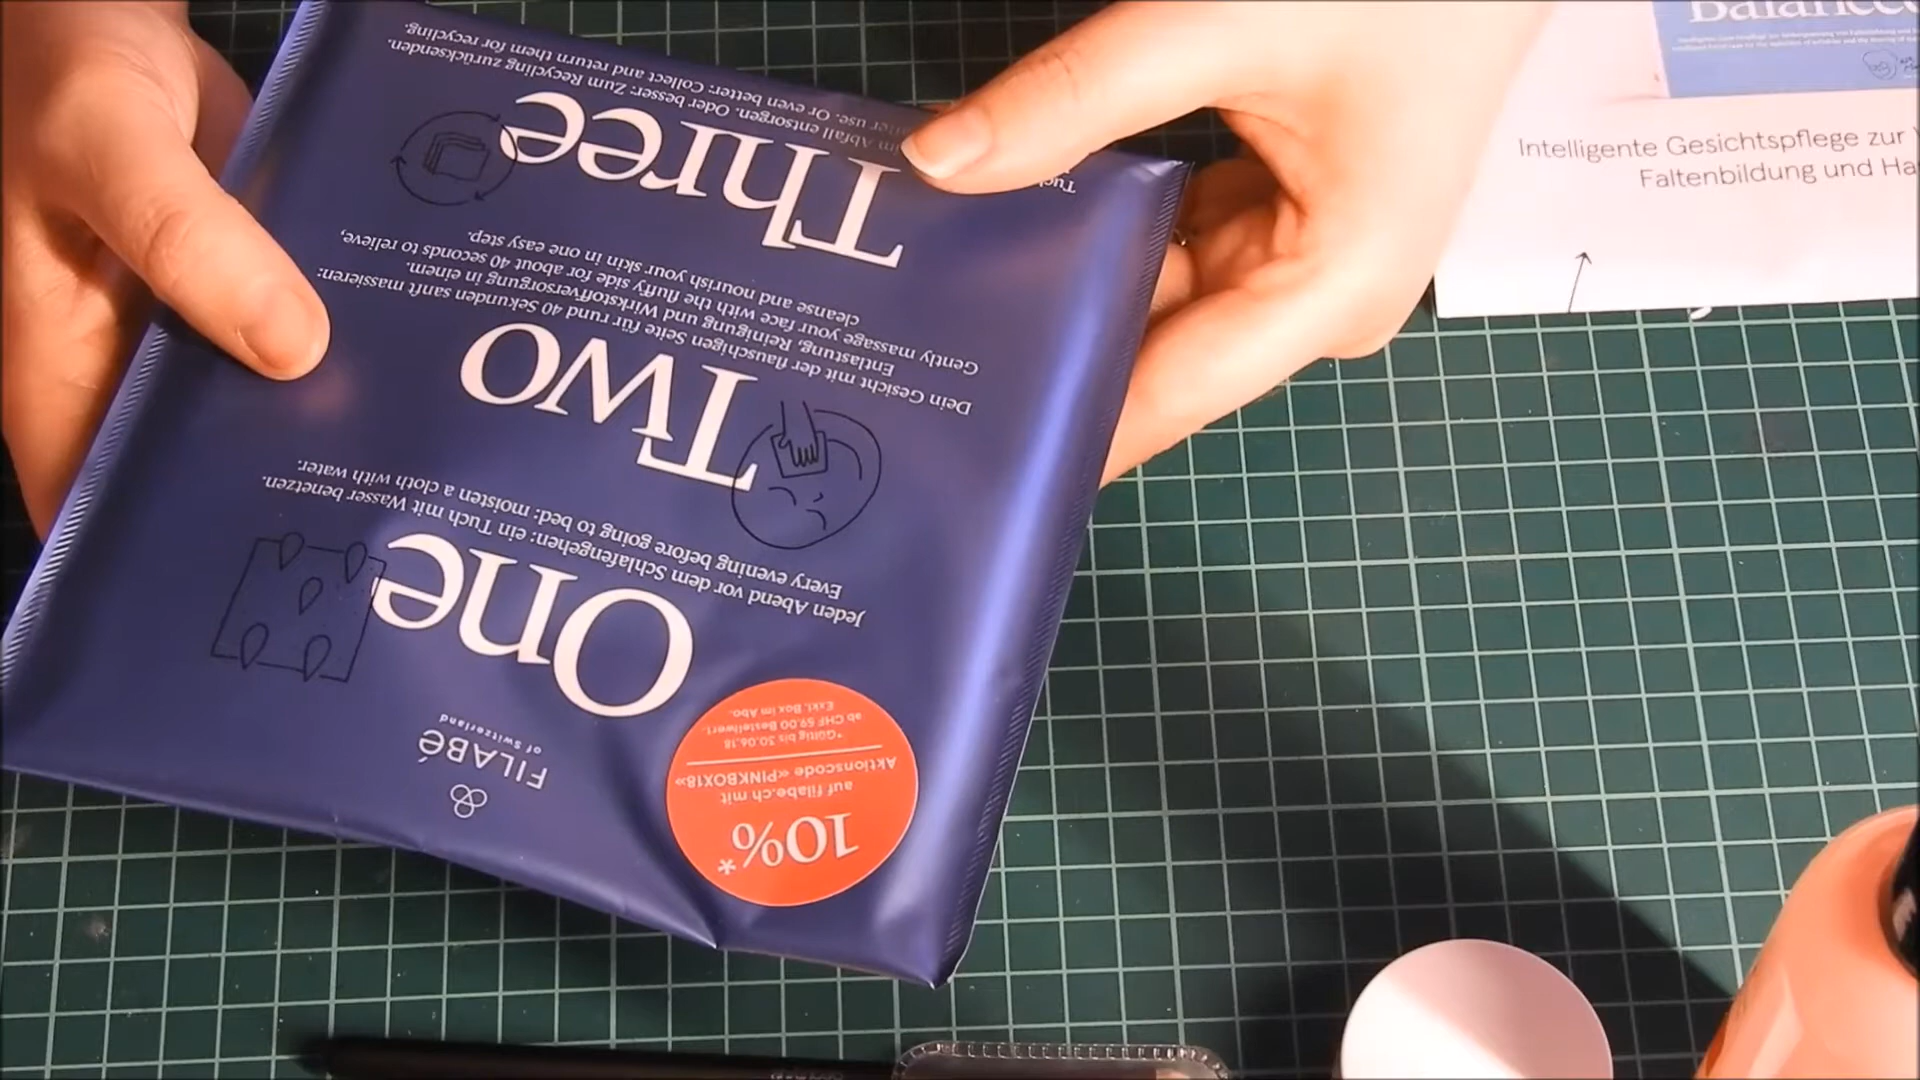 FILABÉ
of Switzerland
10%*
auf filabe.ch mit
Aktionscode «PINKBOX18»
*Gültig bis 30.06.18
ab CHF 59.00 Bestellwert.
Exkl. Box im Abo.
One
Jeden Abend vor dem Schlafengehen: ein Tuch mit Wasser benetzen.
Every evening before going to bed: moisten a cloth with water.
Two
Dein Gesicht mit der flauschigen Seite für rund 40 Sekunden sanft massieren:
Entlastung, Reinigung und Wirkstoffversorgung in einem.
Gently massage your face with the fluffy side for about 40 seconds to relieve,
cleanse and nourish your skin in one easy step.
Three
Tuch im Abfall entsorgen. Oder besser: Zum Recycling zurücksenden.
after use. Or even better: Collect and return them for recycling.
Balanced
Intelligente Gesichtspflege zur
Faltenbildung und